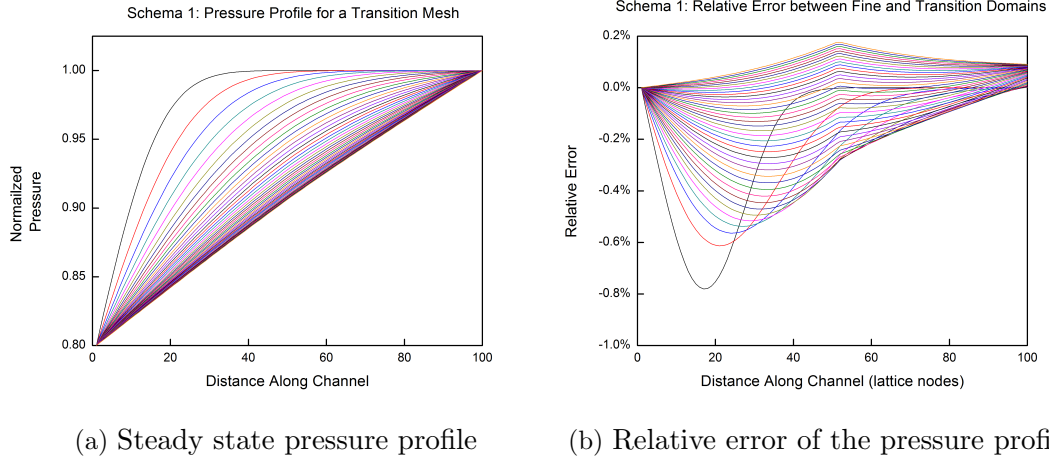 Schema 1: Pressure Profile for a Transition Mesh
1.00
0.95
0.90
0.85
0.80
Normalized
Pressure
0
20
40
60
80
100
Distance Along Channel
(a) Steady state pressure profile
Schema 1: Relative Error between Fine and Transition Domains
0.2%
0.0%
-0.2%
-0.4%
-0.6%
-0.8%
-1.0%
Relative Error
0
20
40
60
80
100
Distance Along Channel (lattice nodes)
(b) Relative error of the pressure profi